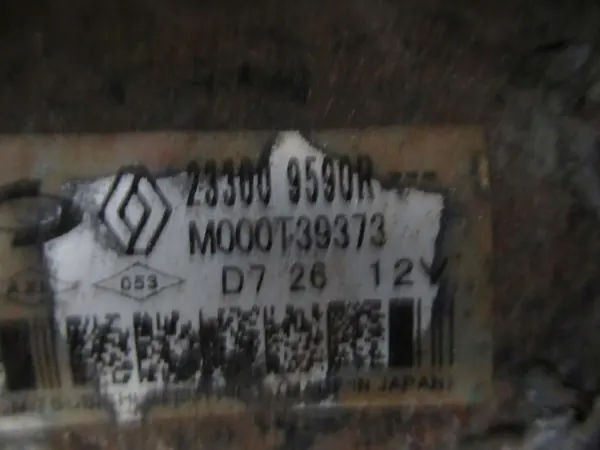 23300 9590R
M000T39373
D7 26 12V
053
IN JAPAN)